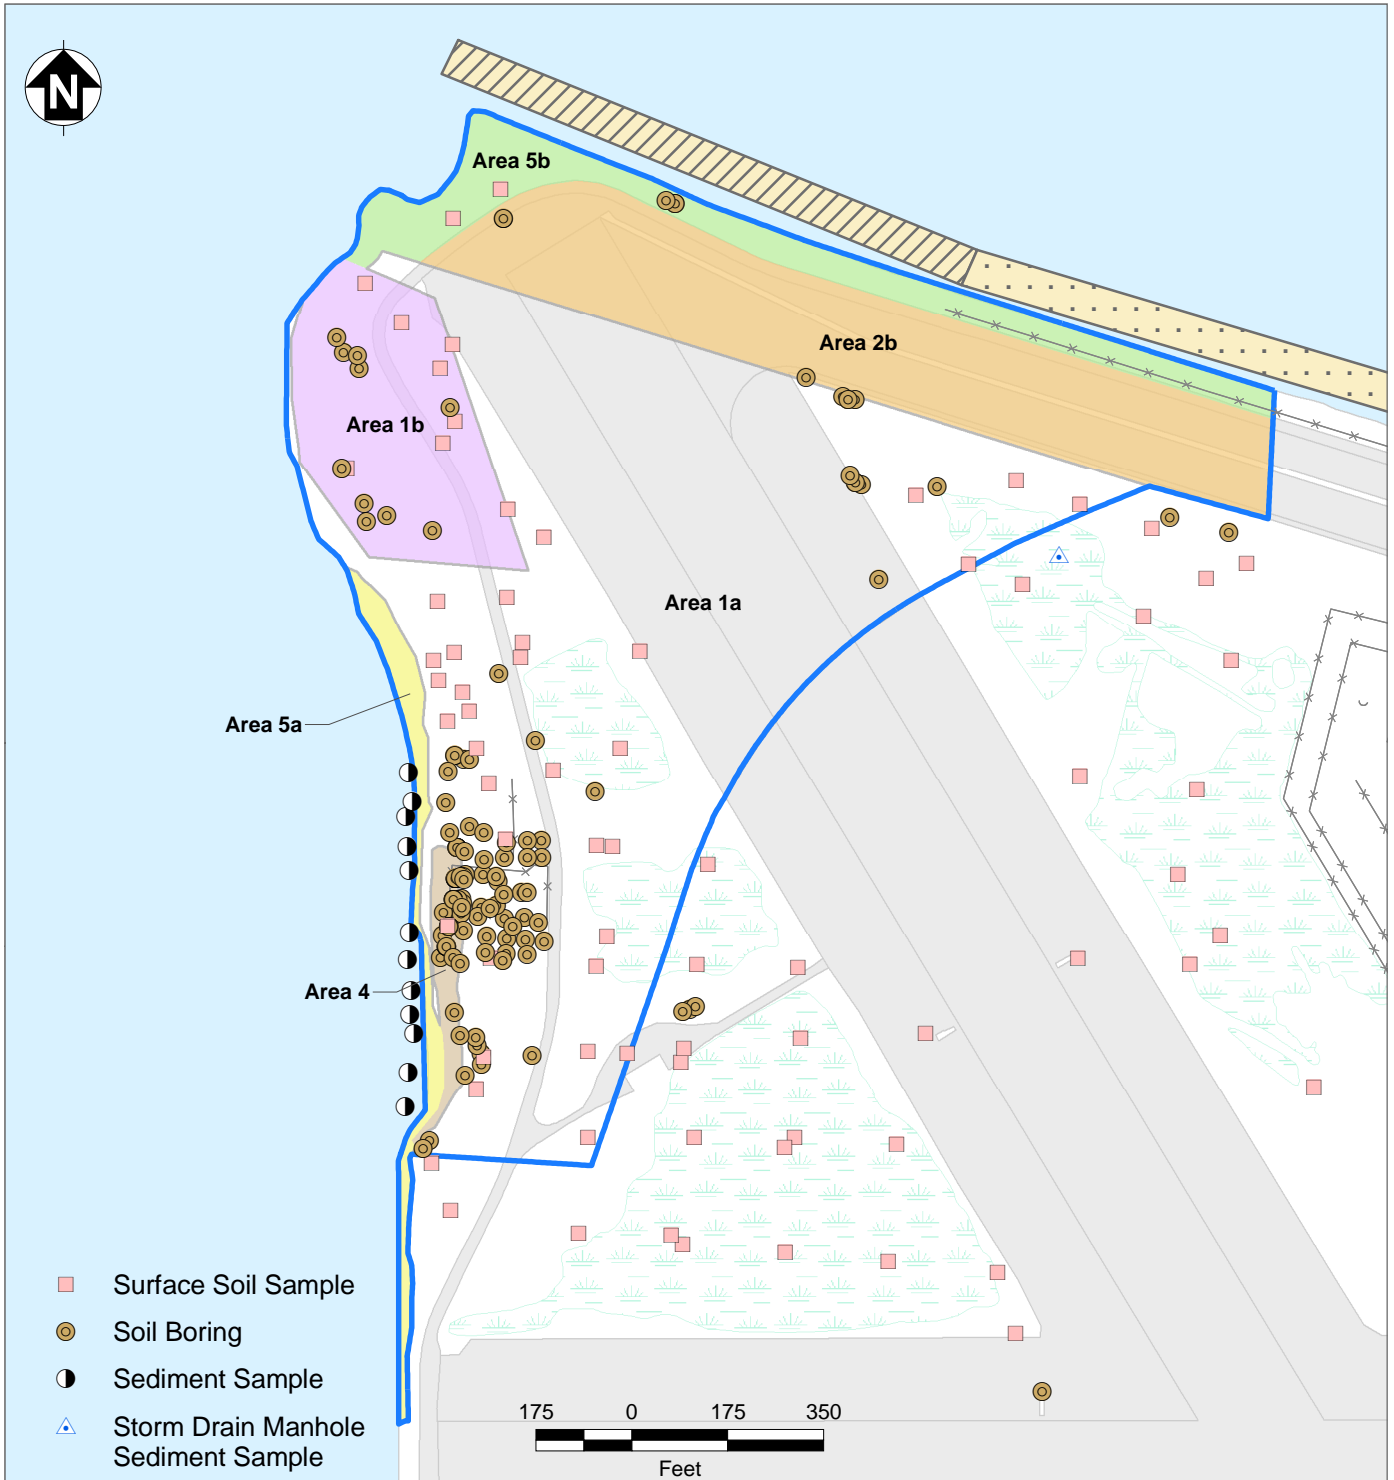 N
Area 5b
Area 2b
Area 1b
Area 1a
Area 5a
Area 4
Surface Soil Sample
Soil Boring
Sediment Sample
Storm Drain Manhole
Sediment Sample
175 0 175 350
Feet